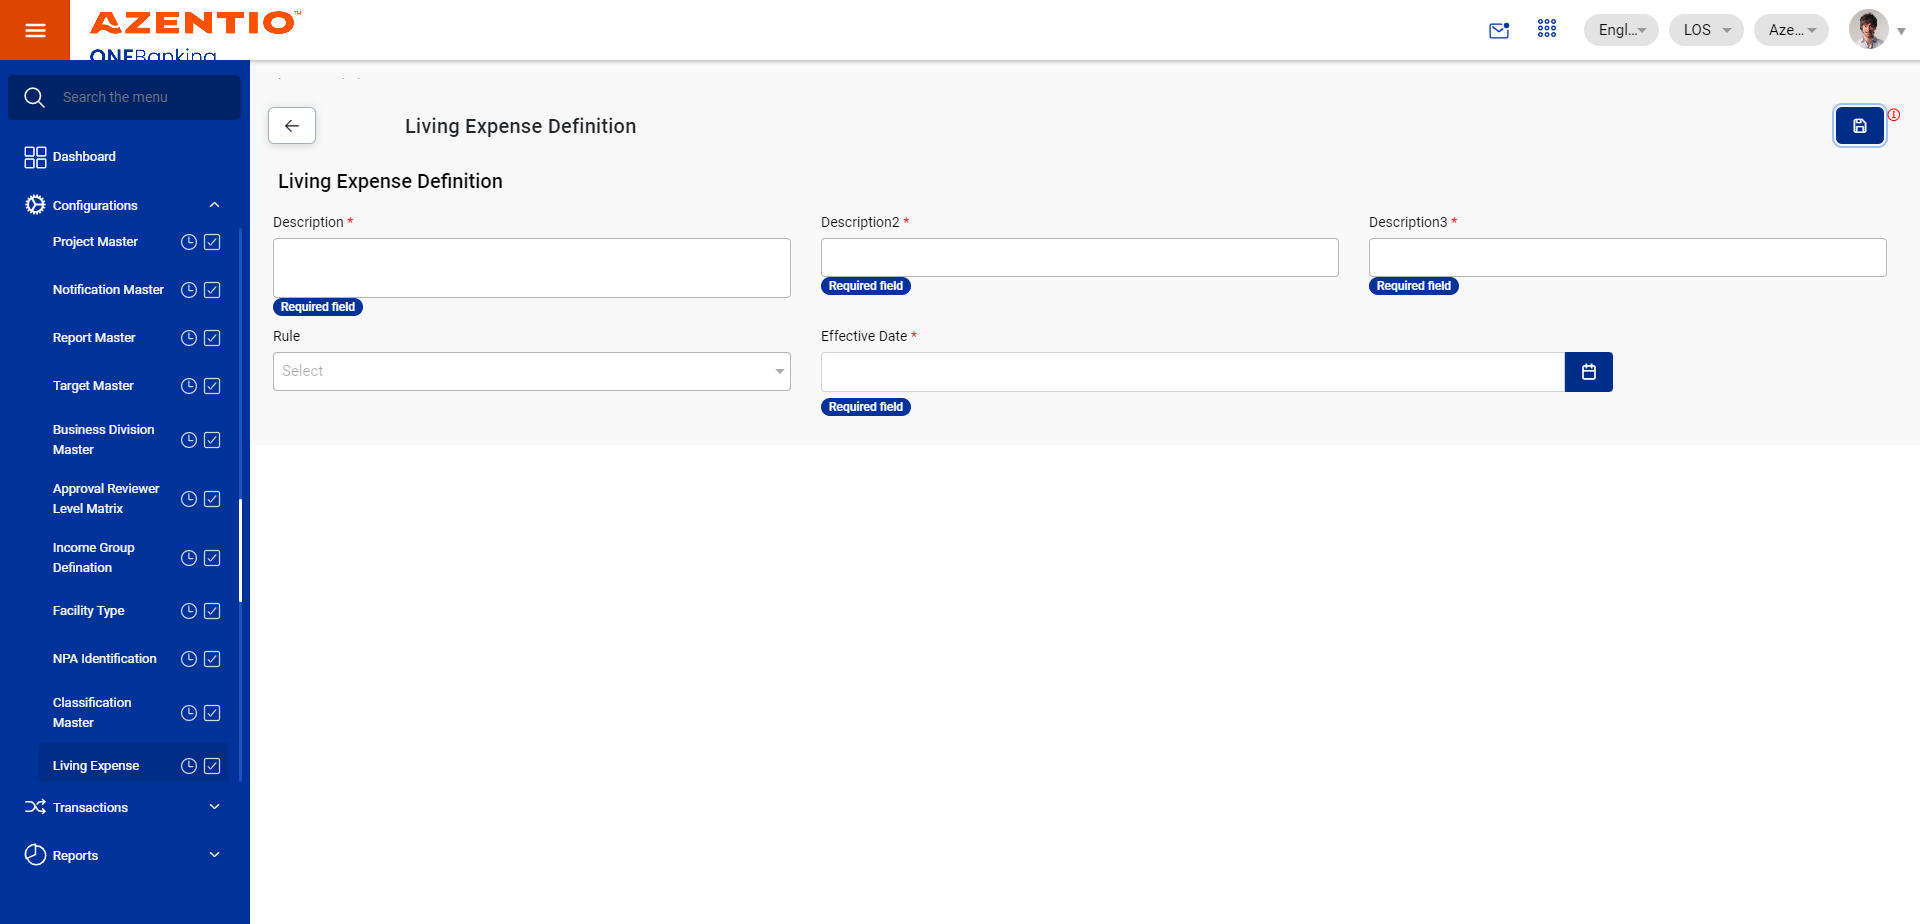 AZENTIO™
ONEBanking
Engl...
LOS
Aze...
Search the menu
Dashboard
Configurations
Project Master
Notification Master
Report Master
Target Master
Business Division
Master
Approval Reviewer
Level Matrix
Income Group
Defination
Facility Type
NPA Identification
Classification
Master
Living Expense
Transactions
Reports
Living Expense Definition
Living Expense Definition
Description *
Required field
Description2 *
Required field
Description3 *
Required field
Rule
Select
Effective Date *
Required field